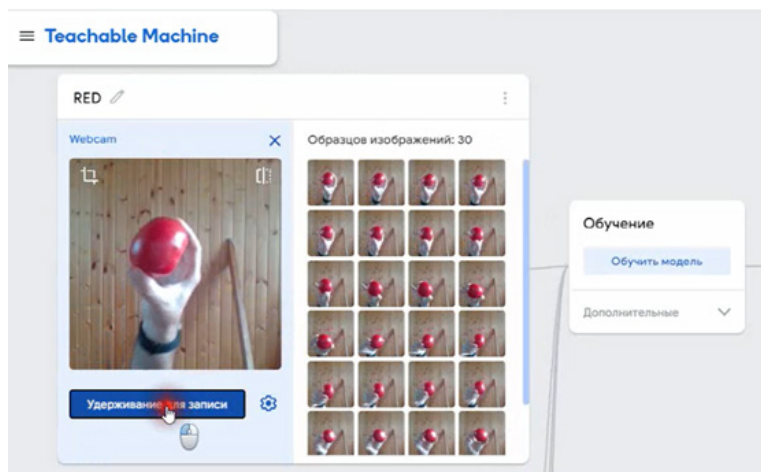 Teachable Machine
RED
Webcam
Образцов изображений: 30
Удерживание для записи
Обучение
Обучить модель
Дополнительные